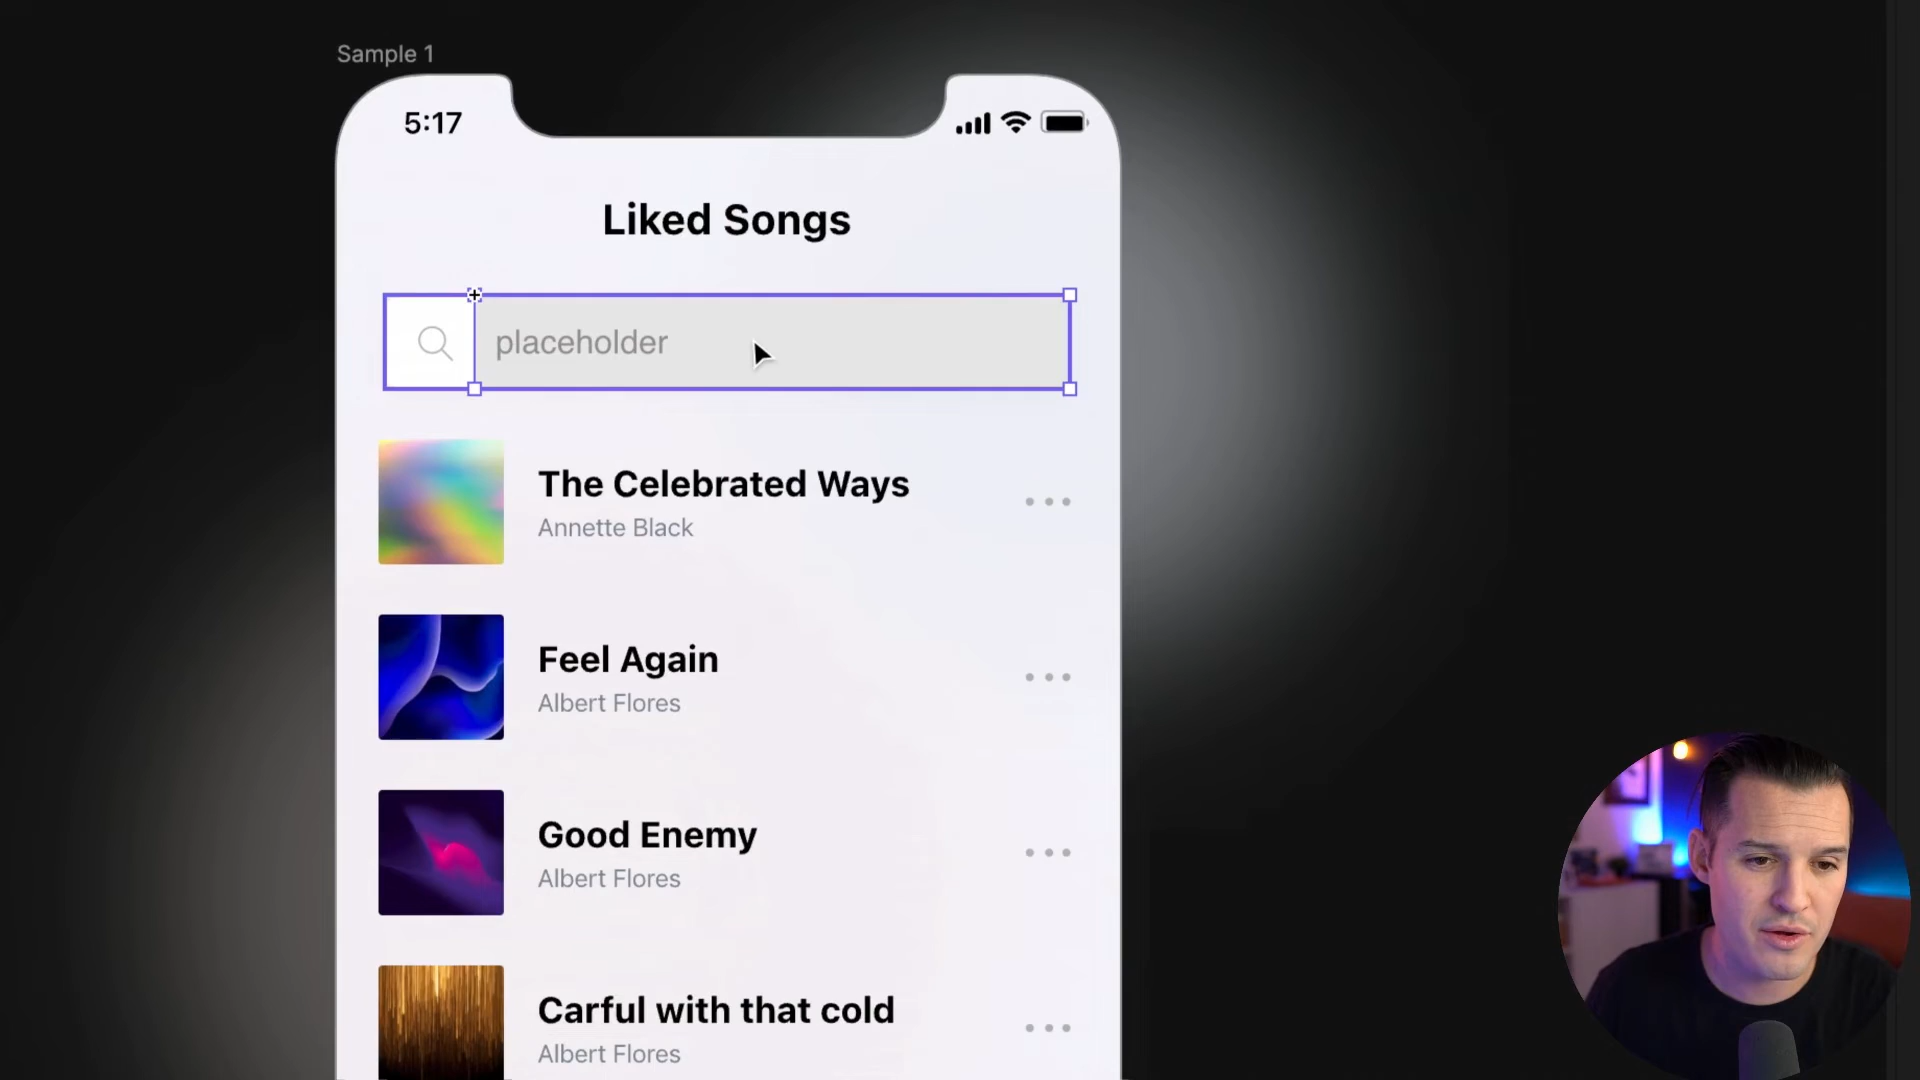 Sample 1
5:17
Liked Songs
placeholder
The Celebrated Ways
Annette Black
Feel Again
Albert Flores
Good Enemy
Albert Flores
Carful with that cold
Albert Flores